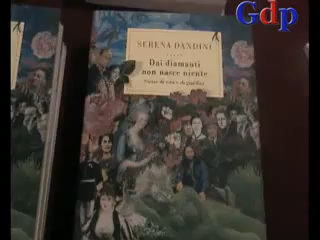 Gdp
SERENA DANDINI
Dai diamanti
non nasce niente
Storie di vita e di giardini